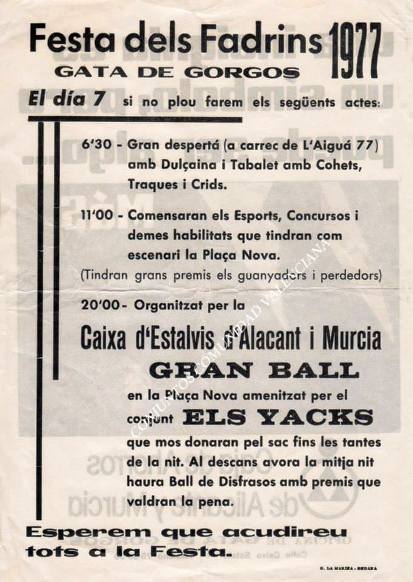 Festa dels Fadrins 1977
GATA DE GORGOS
El día 7 si no plou farem els següents actes:
6'30 - Gran despertá (a carrec de L'Aiguá 77)
amb Dulçaina i Tabalet amb Cohets,
Traques i Crids.
11'00 - Comensaran els Esports, Concursos i
demes habilitats que tindran com
escenari la Plaça Nova.
(Tindran grans premis els guanyadors i perdedors)
20'00 - Organitzat per la
Caixa d'Estalvis d'Alacant i Murcia
GRAN BALL
en la Plaça Nova amenitzat per el
conjunt ELS YACKS
que mos donaran pel sac fins les tantes
de la nit. Al descans avora la mitja nit
haura Ball de Disfrasos amb premis que
valdran la pena.
Esperem que acudireu
tots a la Festa.
G. LA MARINA - ONDARA
CONJUNTOS COMUNIDAD VALENCIANA